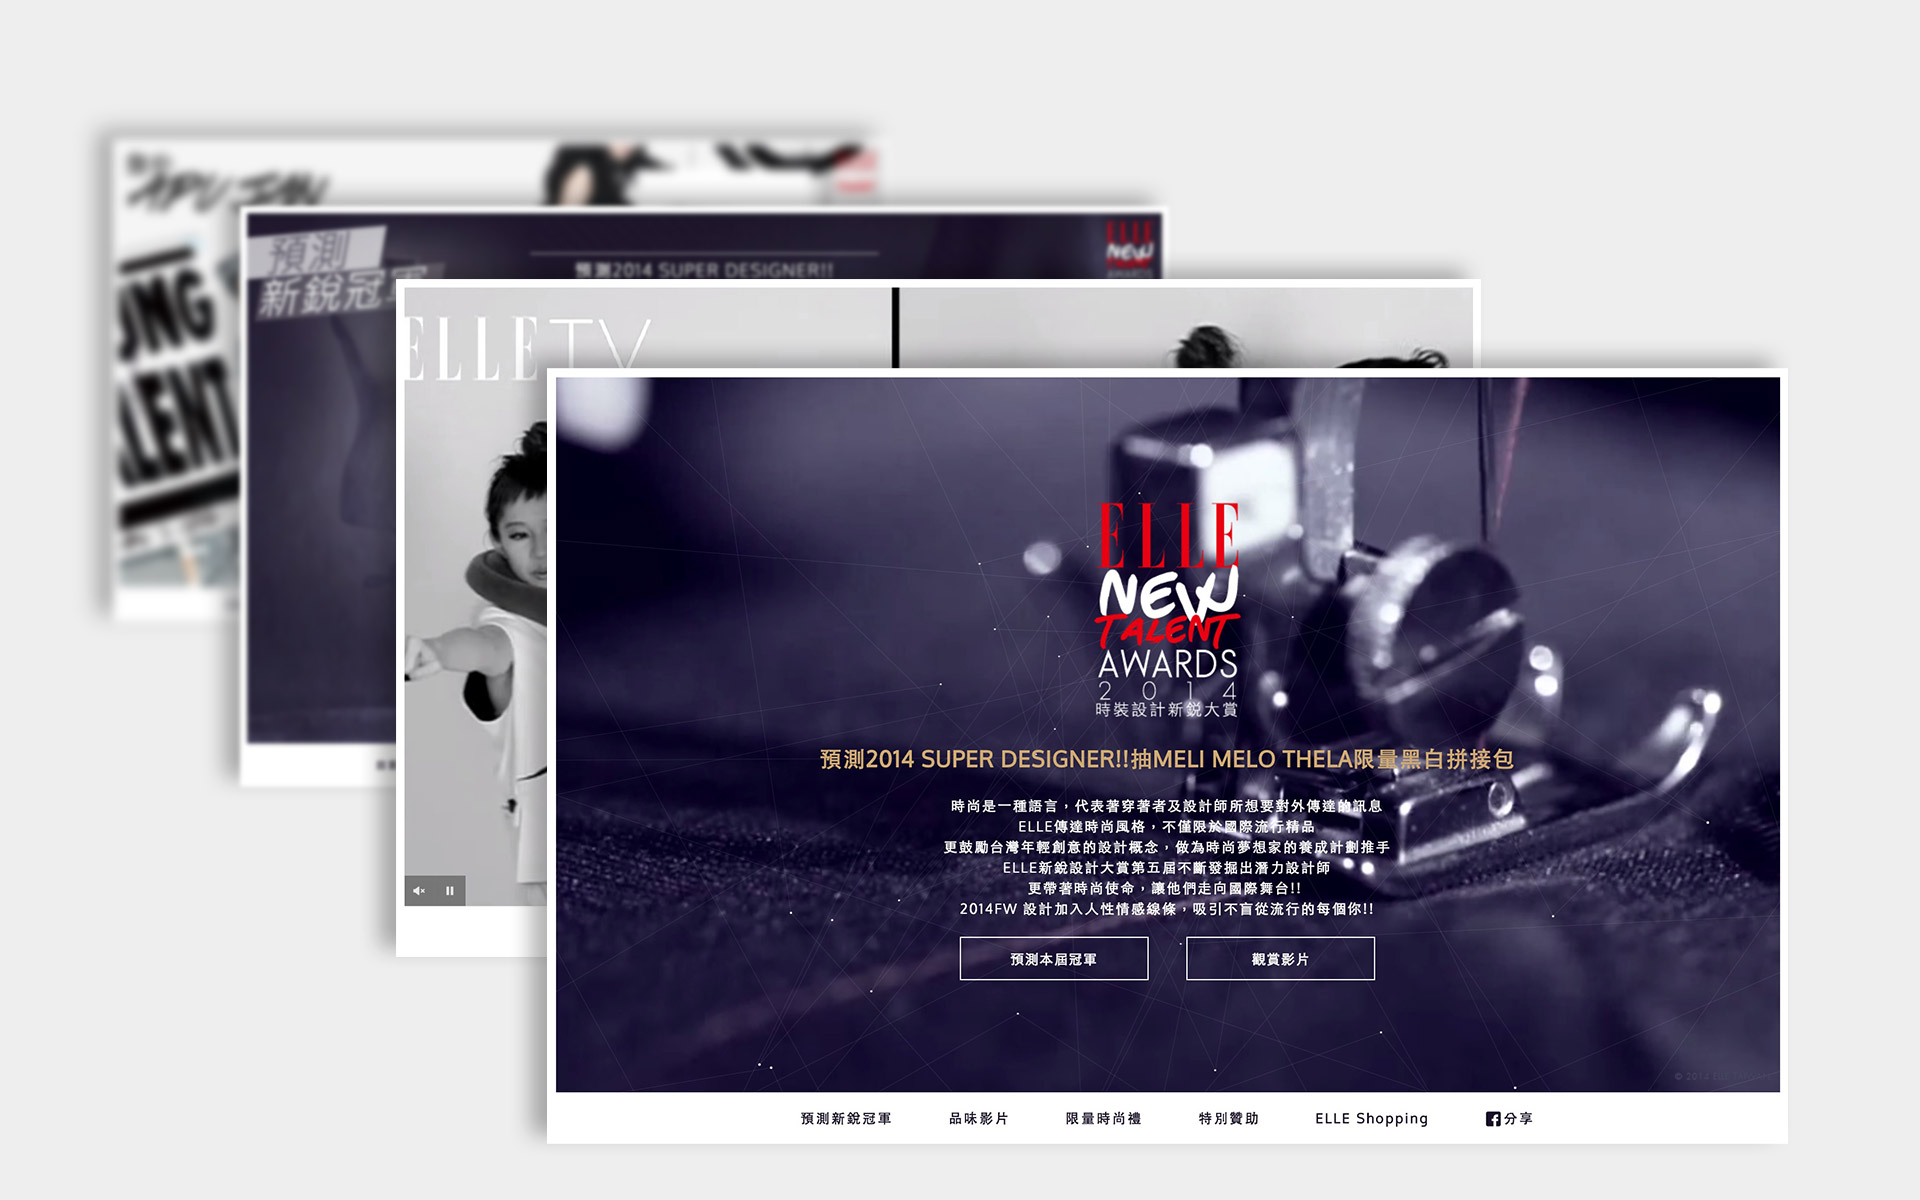 APU JAN
UNG
ALENT
預測
新銳冠軍
預測2014 SUPER DESIGNER!!
ELLE
NEW
ELLE TV
ELLE
NEW
TALENT
AWARDS
2014
時裝設計新銳大賞
預測2014 SUPER DESIGNER!!抽MELI MELO THELA限量黑白拼接包
時尚是一種語言，代表著穿著者及設計師所想要對外傳達的訊息
ELLE傳達時尚風格，不僅限於國際流行精品
更鼓勵台灣年輕創意的設計概念，做為時尚夢想家的養成計劃推手
ELLE新銳設計大賞第五屆不斷發掘出潛力設計師
更帶著時尚使命，讓他們走向國際舞台!!
2014FW 設計加入人性情感線條，吸引不盲從流行的每個你!!
預測本屆冠軍 觀賞影片
預測新銳冠軍 品味影片 限量時尚禮 特別贊助 ELLE Shopping 分享